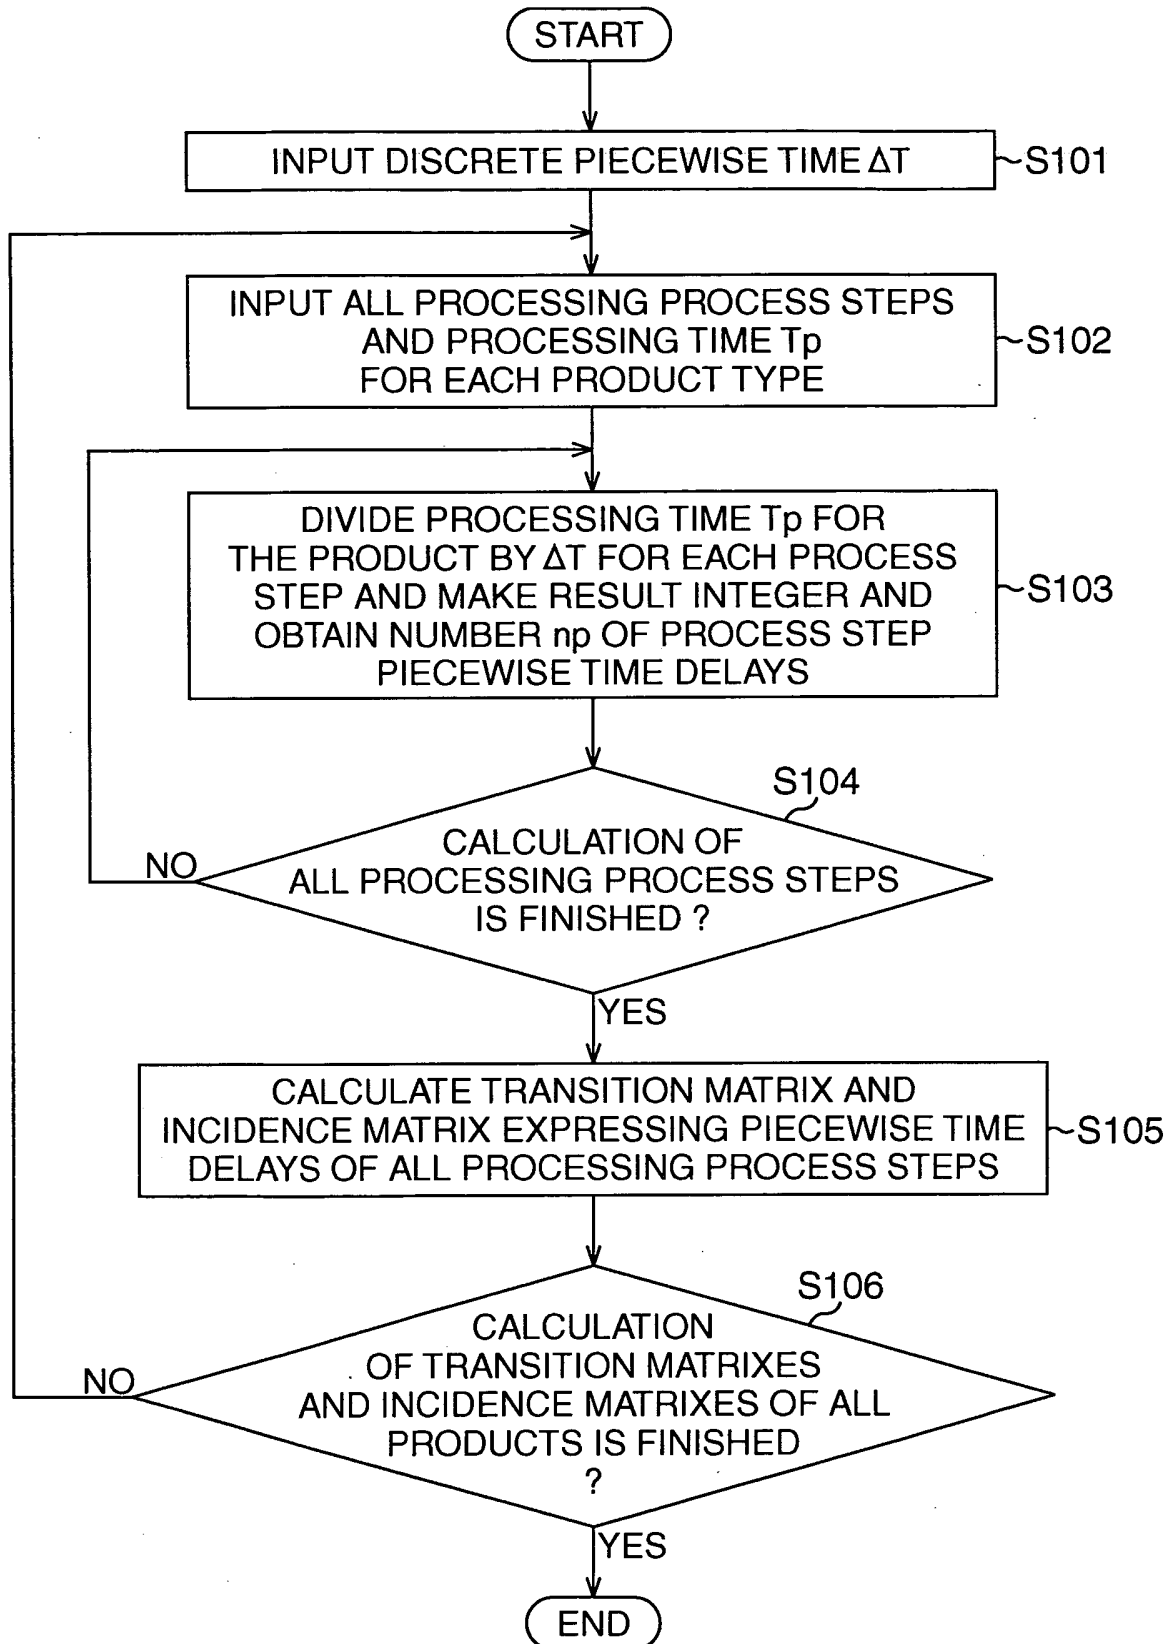 START
INPUT DISCRETE PIECEWISE TIME ΔT
S101
INPUT ALL PROCESSING PROCESS STEPS
AND PROCESSING TIME Tp
FOR EACH PRODUCT TYPE
S102
DIVIDE PROCESSING TIME Tp FOR
THE PRODUCT BY ΔT FOR EACH PROCESS
STEP AND MAKE RESULT INTEGER AND
OBTAIN NUMBER np OF PROCESS STEP
PIECEWISE TIME DELAYS
S103
S104
CALCULATION OF
ALL PROCESSING PROCESS STEPS
IS FINISHED ?
NO
YES
CALCULATE TRANSITION MATRIX AND
INCIDENCE MATRIX EXPRESSING PIECEWISE TIME
DELAYS OF ALL PROCESSING PROCESS STEPS
S105
S106
CALCULATION
OF TRANSITION MATRIXES
AND INCIDENCE MATRIXES OF ALL
PRODUCTS IS FINISHED
?
NO
YES
END